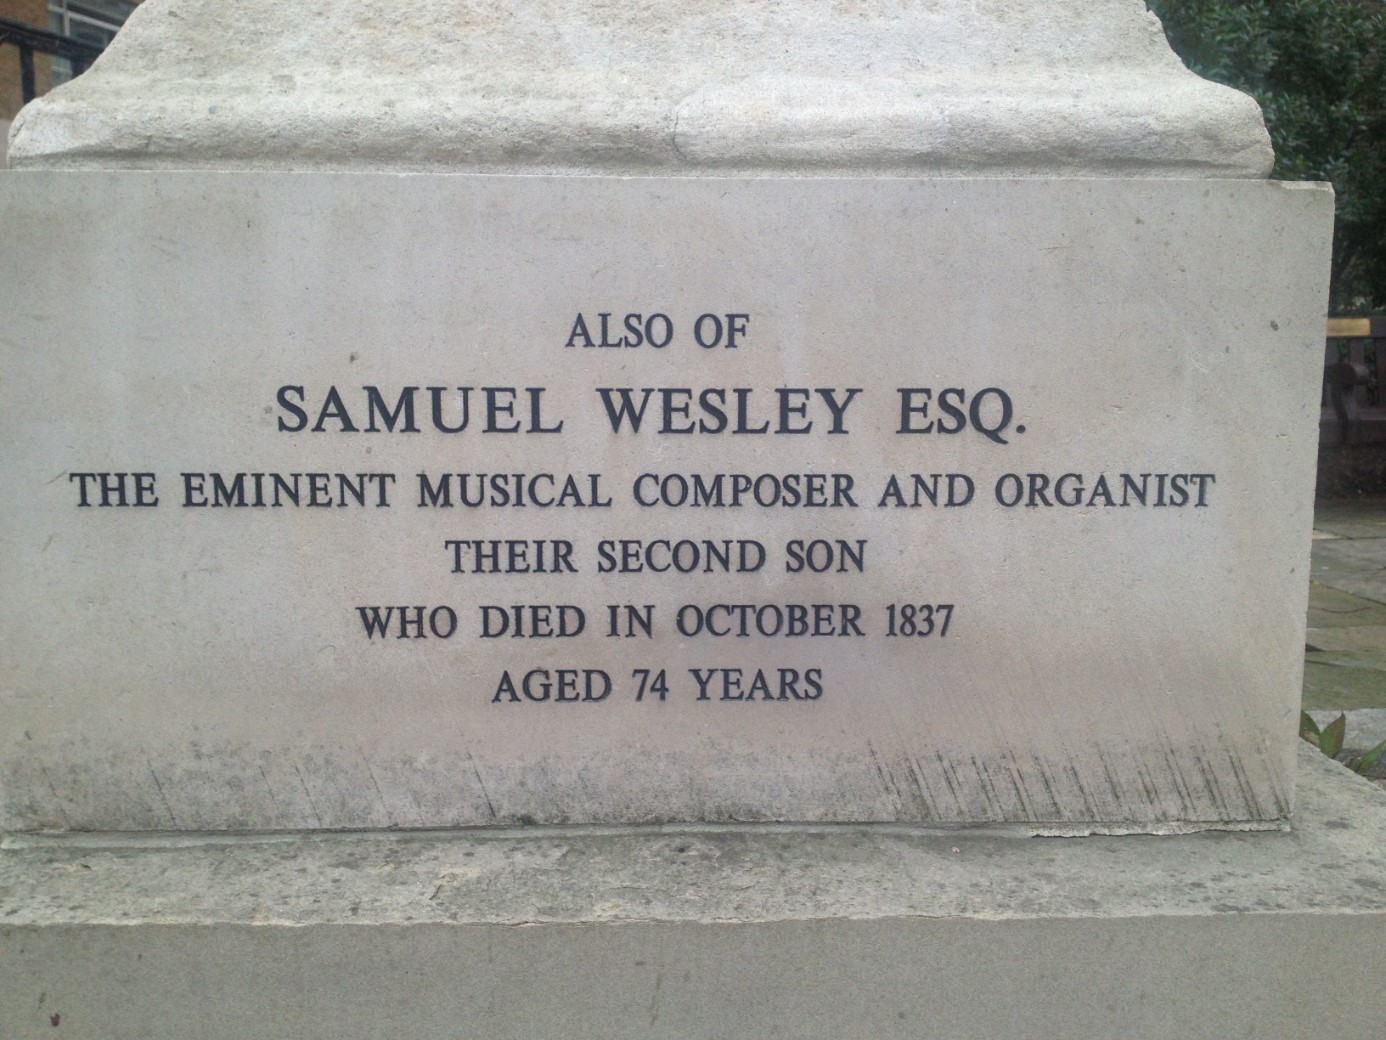 ALSO OF
SAMUEL WESLEY ESQ.
THE EMINENT MUSICAL COMPOSER AND ORGANIST
THEIR SECOND SON
WHO DIED IN OCTOBER 1837
AGED 74 YEARS